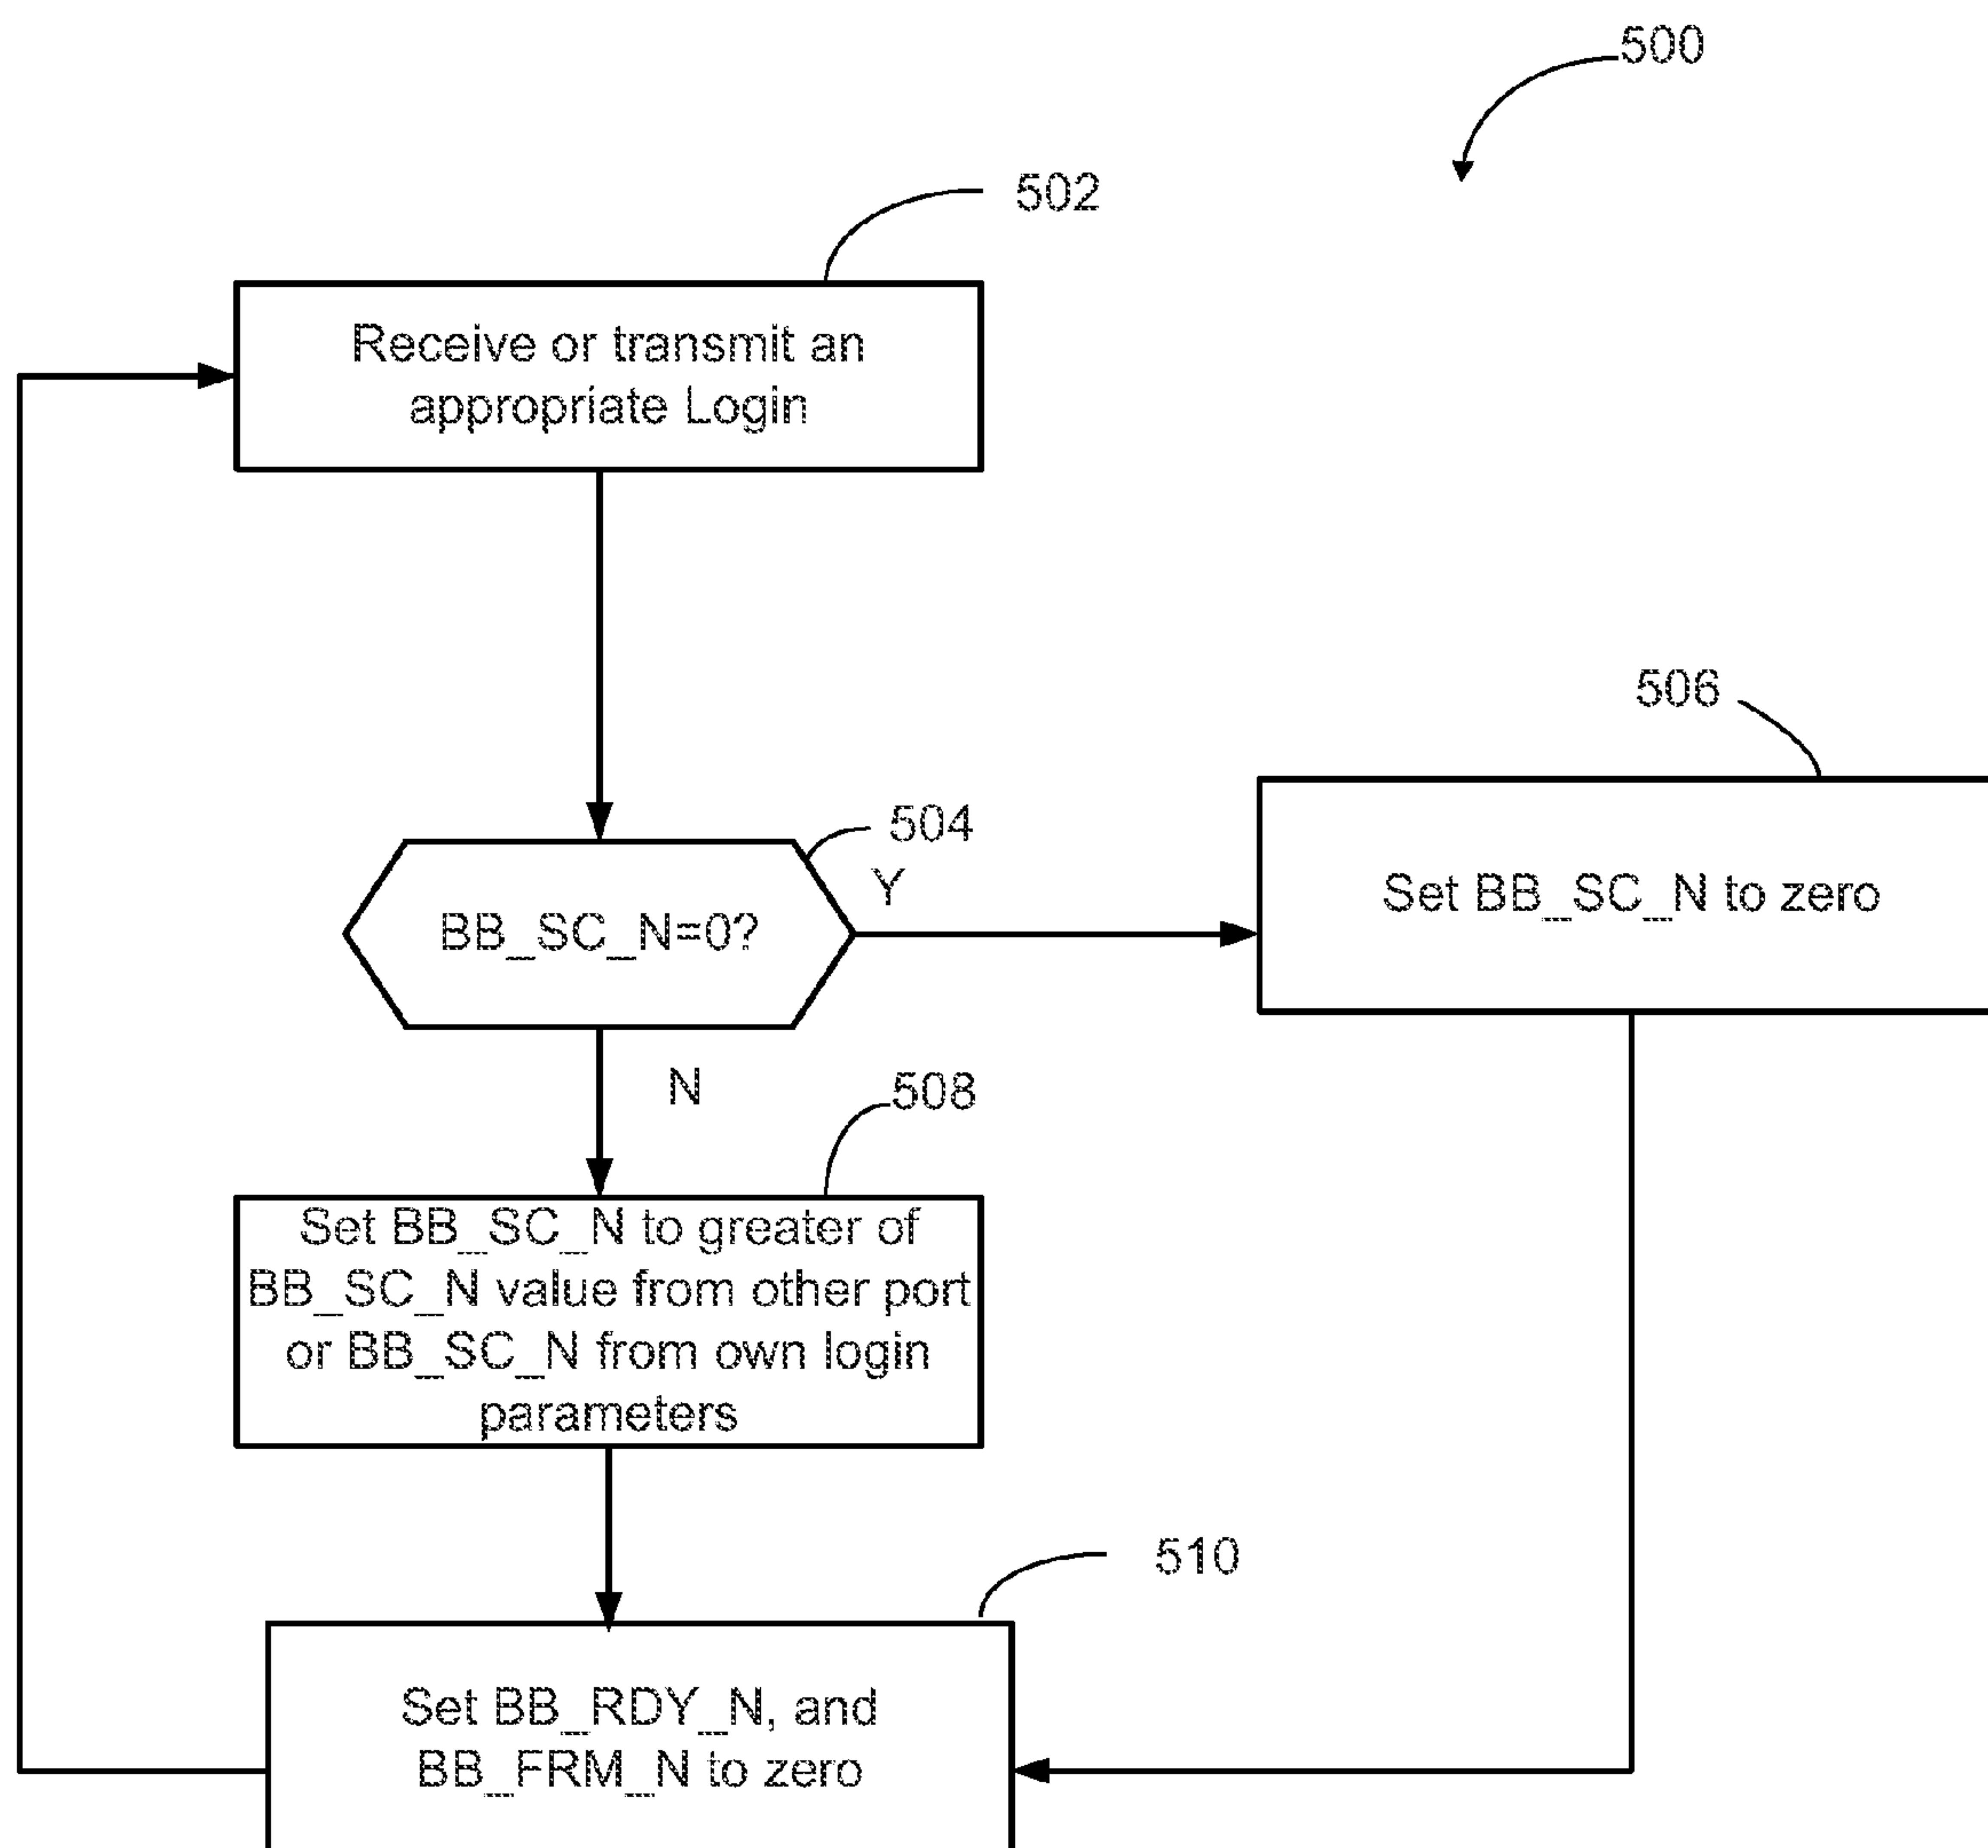 500
502
Receive or transmit an
appropriate Login
506
504
Y
Set BB_SC_N to zero
BB_SC_N=0?
N
508
Set BB_SC_N to greater of
BB_SC_N value from other port
or BB_SC_N from own login
parameters
510
Set BB_RDY_N, and
BB_FRM_N to zero